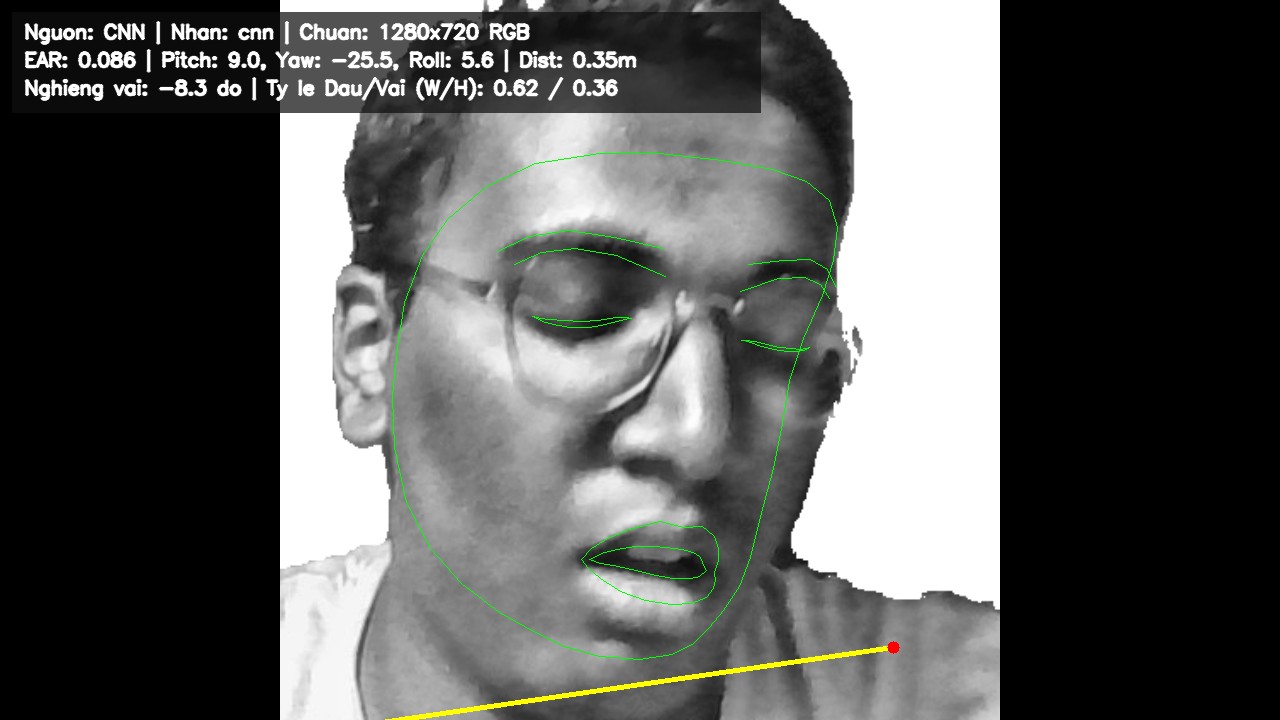 Nguon: CNN | Nhan: cnn | Chuan: 1280x720 RGB
EAR: 0.086 | Pitch: 9.0, Yaw: -25.5, Roll: 5.6 | Dist: 0.35m
Nghieng vai: -8.3 do | Ty le Dau/Vai (W/H): 0.62 / 0.36